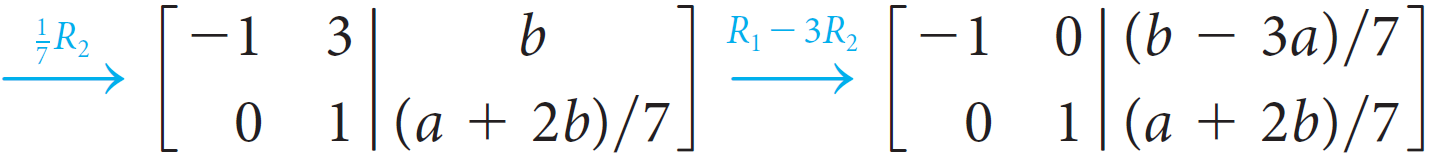 1/7 R₂ → [ −1 3 | b ] R₁ − 3R₂ → [ −1 0 | (b − 3a)/7 ]
[ 0 1 | (a + 2b)/7 ] [ 0 1 | (a + 2b)/7 ]